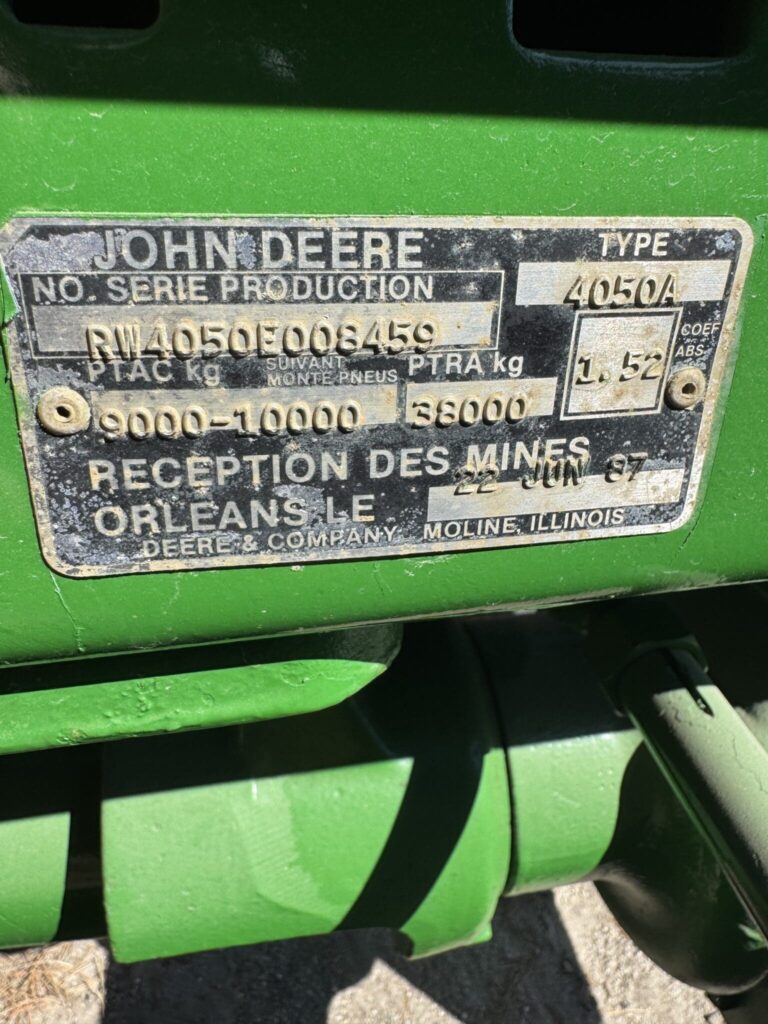 JOHN DEERE
TYPE
NO. SERIE PRODUCTION
4050A
RW4050E008459
COEF
ABS.
1.52
PTAC kg
SUIVANT
MONTE PNEUS
PTRA kg
9000-10000
38000
RECEPTION DES MINES
ORLEANS LE
22 JUN 87
DEERE & COMPANY MOLINE, ILLINOIS